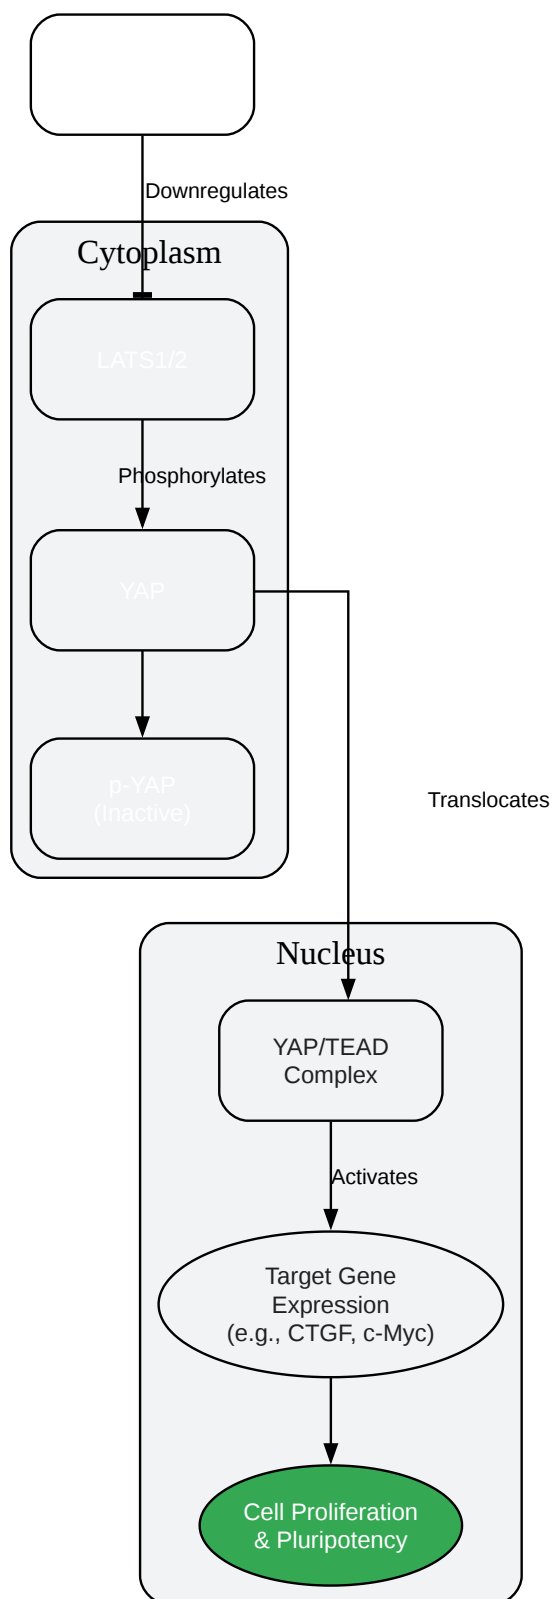 Downregulates
Cytoplasm
LATS1/2
Phosphorylates
YAP
p-YAP
(Inactive)
Translocates
Nucleus
YAP/TEAD
Complex
Activates
Target Gene
Expression
(e.g., CTGF, c-Myc)
Cell Proliferation
& Pluripotency